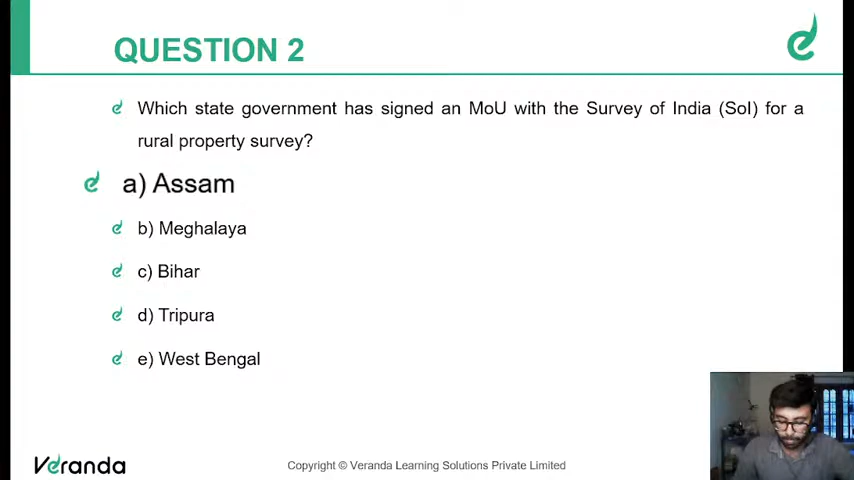 QUESTION 2
Which state government has signed an MoU with the Survey of India (SoI) for a
rural property survey?
a) Assam
b) Meghalaya
c) Bihar
d) Tripura
e) West Bengal
Veranda
Copyright © Veranda Learning Solutions Private Limited